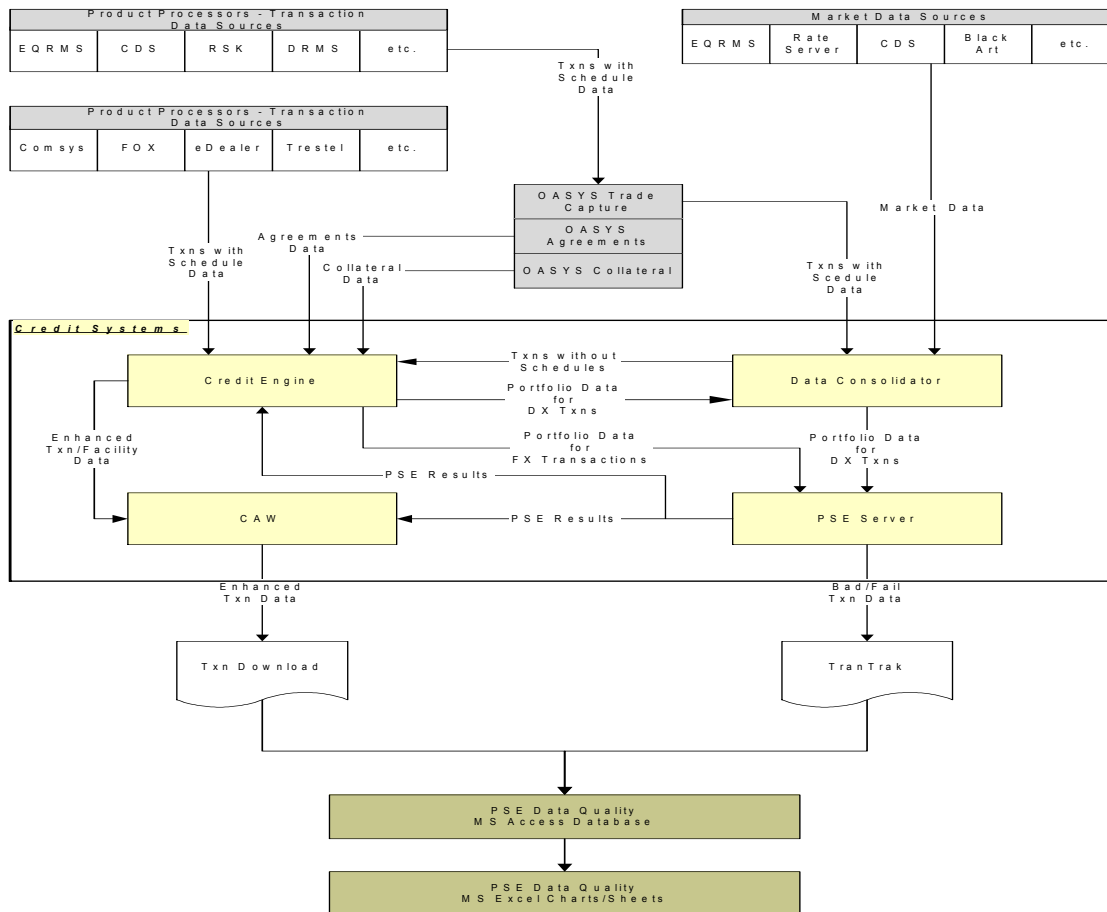 Product Processors - Transaction
Data Sources
EQRMS
CDS
RSK
DRMS
etc.
Market Data Sources
EQRMS
Rate
Server
CDS
Black
Art
etc.
Txns with
Schedule
Data
Product Processors - Transaction
Data Sources
Comsys
FOX
eDealer
Trestel
etc.
OASYS Trade
Capture
OASYS
Agreements
OASYS Collateral
Market Data
Agreements
Data
Txns with
Schedule
Data
Collateral
Data
Txns with
Scedule
Data
Credit Systems
Credit Engine
Txns without
Schedules
Data Consolidator
Portfolio Data
for
DX Txns
Enhanced
Txn/Facility
Data
Portfolio Data
for
FX Transactions
Portfolio Data
for
DX Txns
PSE Results
CAW
PSE Results
PSE Server
Enhanced
Txn Data
Bad/Fail
Txn Data
Txn Download
TranTrak
PSE Data Quality
MS Access Database
PSE Data Quality
MS Excel Charts/Sheets